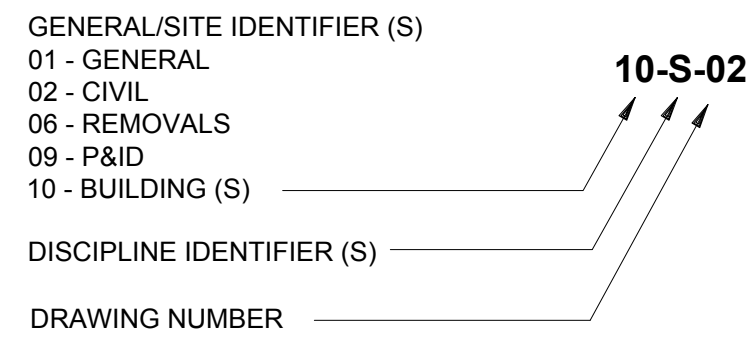 GENERAL/SITE IDENTIFIER (S)
01 - GENERAL
10-S-02
02 - CIVIL
06 - REMOVALS
09 - P&ID
10 - BUILDING (S)
DISCIPLINE IDENTIFIER (S)
DRAWING NUMBER